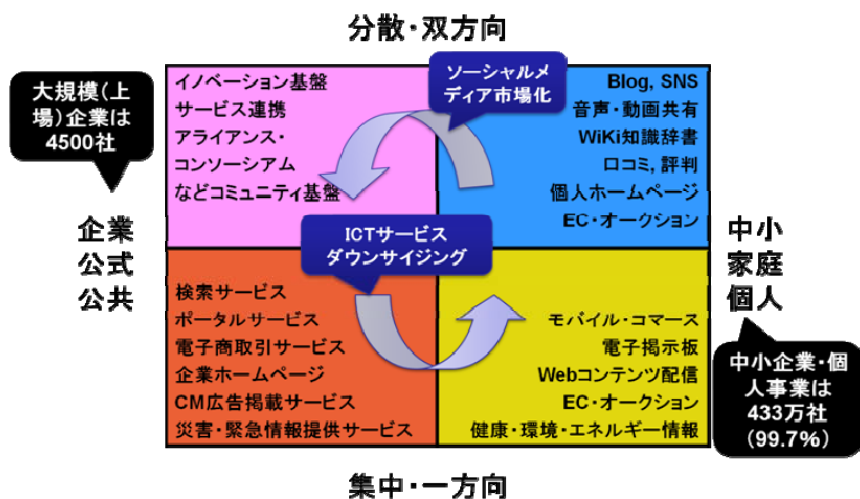 分散・双方向
大規模(上
場)企業は
4500社
イノベーション基盤
サービス連携
アライアンス・
コンソーシアム
などコミュニティ基盤
ソーシャルメ
ディア市場化
Blog, SNS
音声・動画共有
WiKi知識辞書
口コミ, 評判
個人ホームページ
EC・オークション
企業
公式
公共
ICTサービス
ダウンサイジング
中小
家庭
個人
検索サービス
ポータルサービス
電子商取引サービス
企業ホームページ
CM広告掲載サービス
災害・緊急情報提供サービス
モバイル・コマース
電子掲示板
Webコンテンツ配信
EC・オークション
健康・環境・エネルギー情報
中小企業・個
人事業は
433万社
(99.7%)
集中・一方向